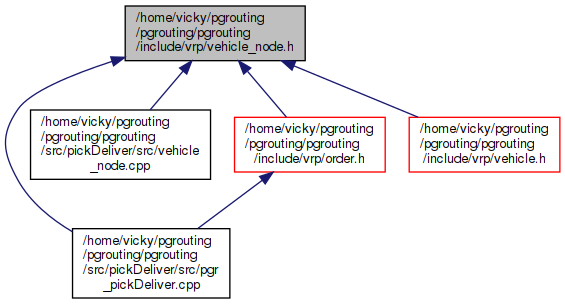 /home/vicky/pgrouting
/pgrouting/pgrouting
/include/vrp/vehicle_node.h
/home/vicky/pgrouting
/pgrouting/pgrouting
/src/pickDeliver/src/vehicle
_node.cpp
/home/vicky/pgrouting
/pgrouting/pgrouting
/include/vrp/order.h
/home/vicky/pgrouting
/pgrouting/pgrouting
/include/vrp/vehicle.h
/home/vicky/pgrouting
/pgrouting/pgrouting
/src/pickDeliver/src/pgr
_pickDeliver.cpp